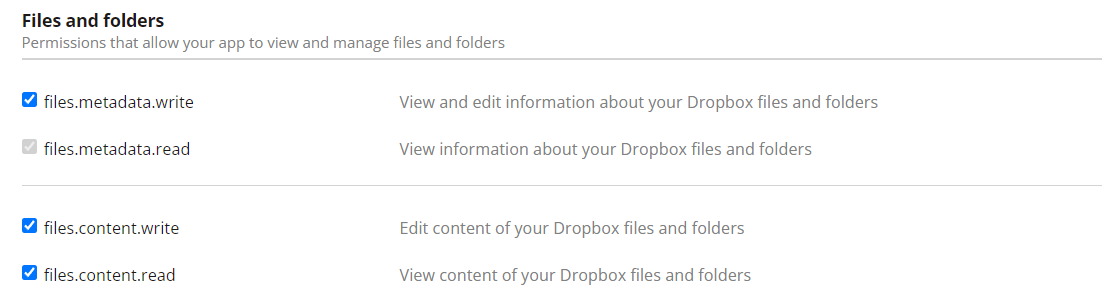 Files and folders
Permissions that allow your app to view and manage files and folders
files.metadata.write View and edit information about your Dropbox files and folders
files.metadata.read View information about your Dropbox files and folders
files.content.write Edit content of your Dropbox files and folders
files.content.read View content of your Dropbox files and folders